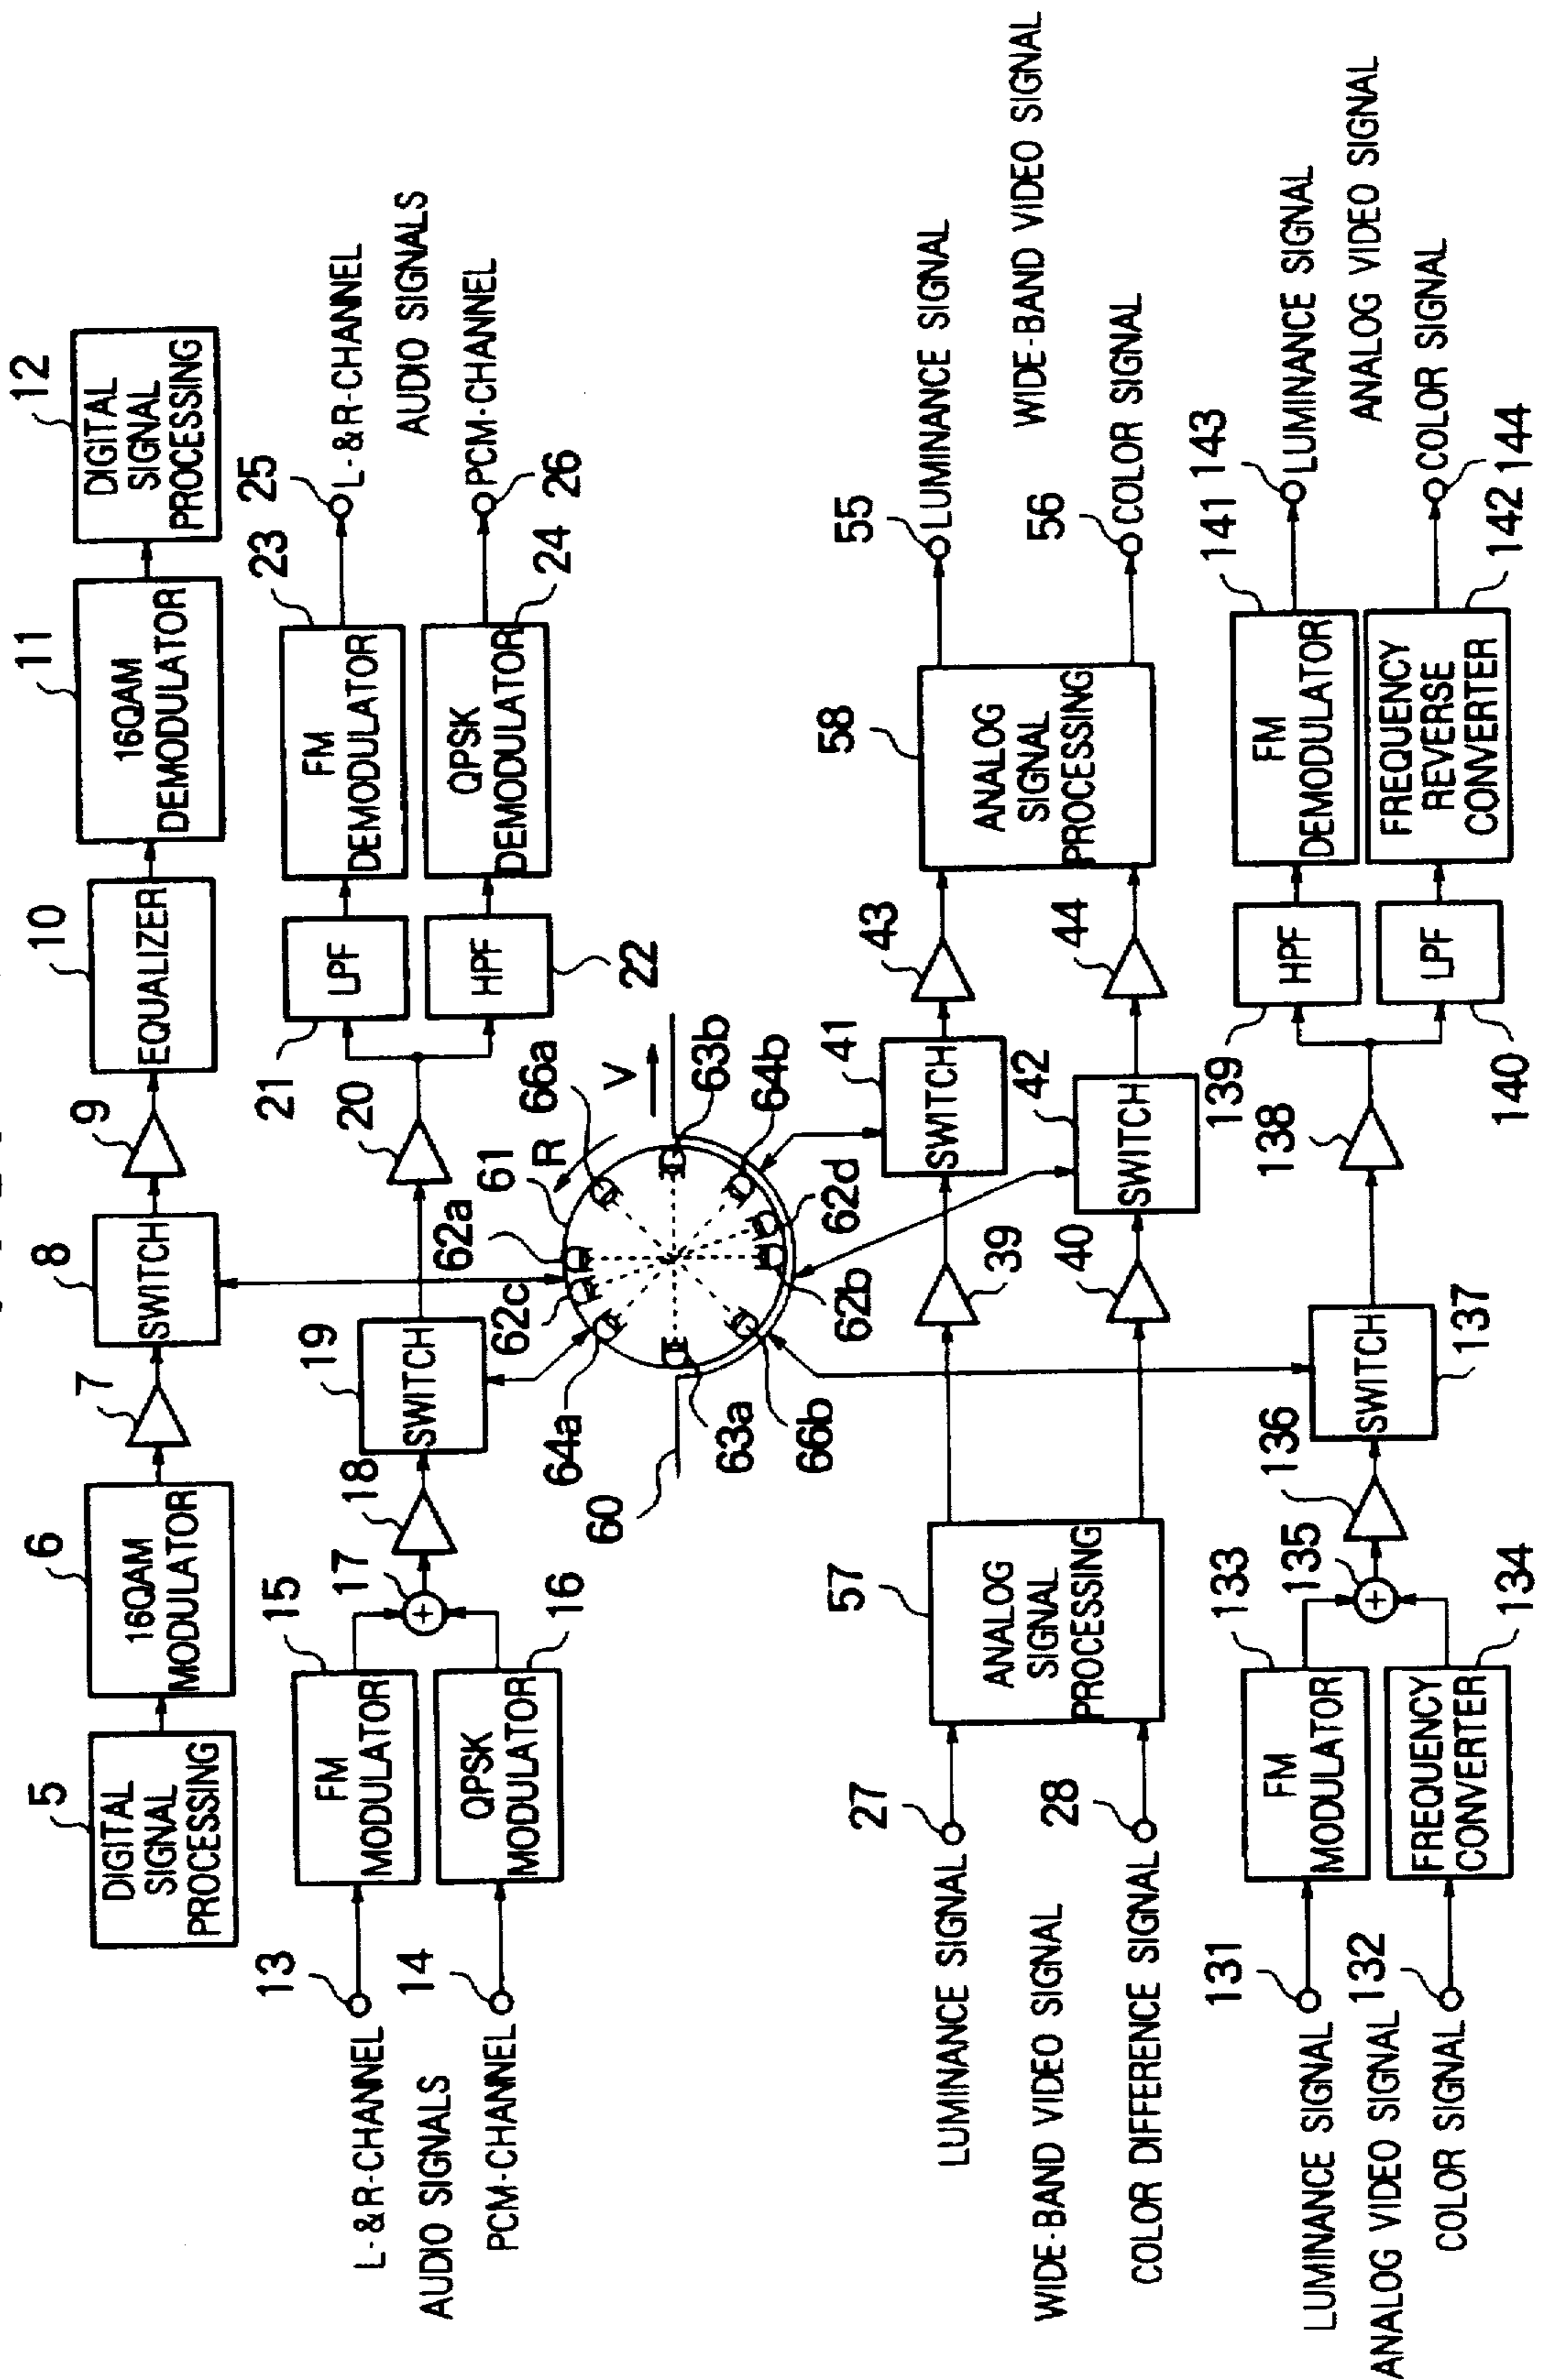 5
DIGITAL
SIGNAL
PROCESSING
6
16QAM
MODULATOR
7
8
SWITCH
9
10
EQUALIZER
11
16QAM
DEMODULATOR
12
DIGITAL
SIGNAL
PROCESSING
13
L-&R-CHANNEL
AUDIO SIGNALS
14
PCM-CHANNEL
15
FM
MODULATOR
QPSK
MODULATOR
16
17
+
18
19
SWITCH
20
21
LPF
HPF
22
23
FM
DEMODULATOR
QPSK
DEMODULATOR
24
25
L-&R-CHANNEL
AUDIO SIGNALS
PCM-CHANNEL
26
62c
62a
61
R
66a
V
64a
63b
60
63a
64b
66b
62b
62d
27
LUMINANCE SIGNAL
WIDE-BAND VIDEO SIGNAL
28
COLOR DIFFERENCE SIGNAL
57
ANALOG
SIGNAL
PROCESSING
39
40
41
SWITCH
42
SWITCH
43
44
58
ANALOG
SIGNAL
PROCESSING
55
LUMINANCE SIGNAL
WIDE-BAND VIDEO SIGNAL
56
COLOR SIGNAL
131
LUMINANCE SIGNAL
ANALOG VIDEO SIGNAL
132
COLOR SIGNAL
133
FM
MODULATOR
FREQUENCY
CONVERTER
134
135
+
136
SWITCH
137
138
139
HPF
LPF
140
141
FM
DEMODULATOR
FREQUENCY
REVERSE
CONVERTER
142
143
LUMINANCE SIGNAL
ANALOG VIDEO SIGNAL
COLOR SIGNAL
144